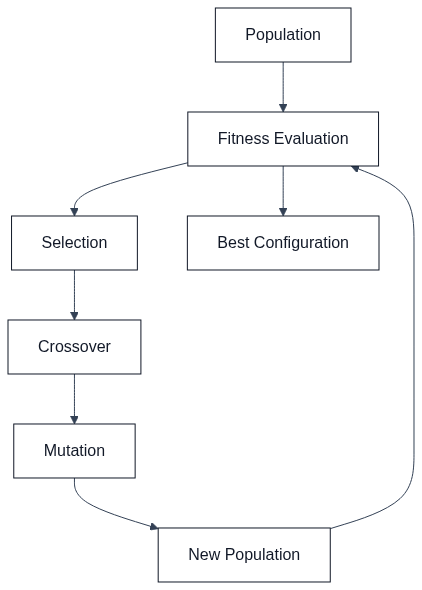 Population
Fitness Evaluation
Selection
Best Configuration
Crossover
Mutation
New Population